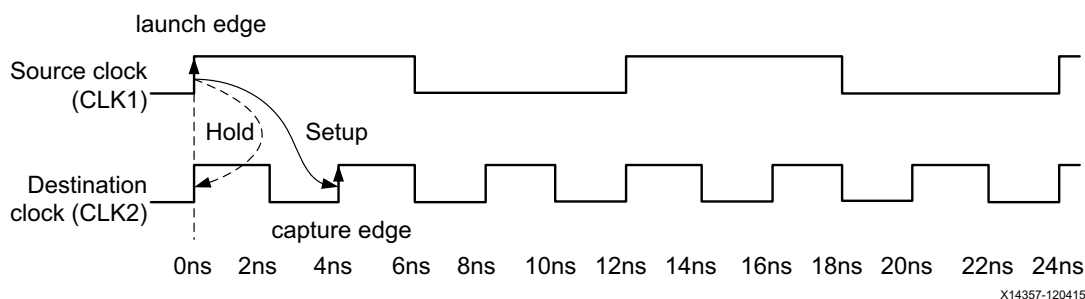 launch edge
Source clock
(CLK1)
Hold
Setup
Destination
clock (CLK2)
capture edge
0ns 2ns 4ns 6ns 8ns 10ns 12ns 14ns 16ns 18ns 20ns 22ns 24ns
X14357-120415